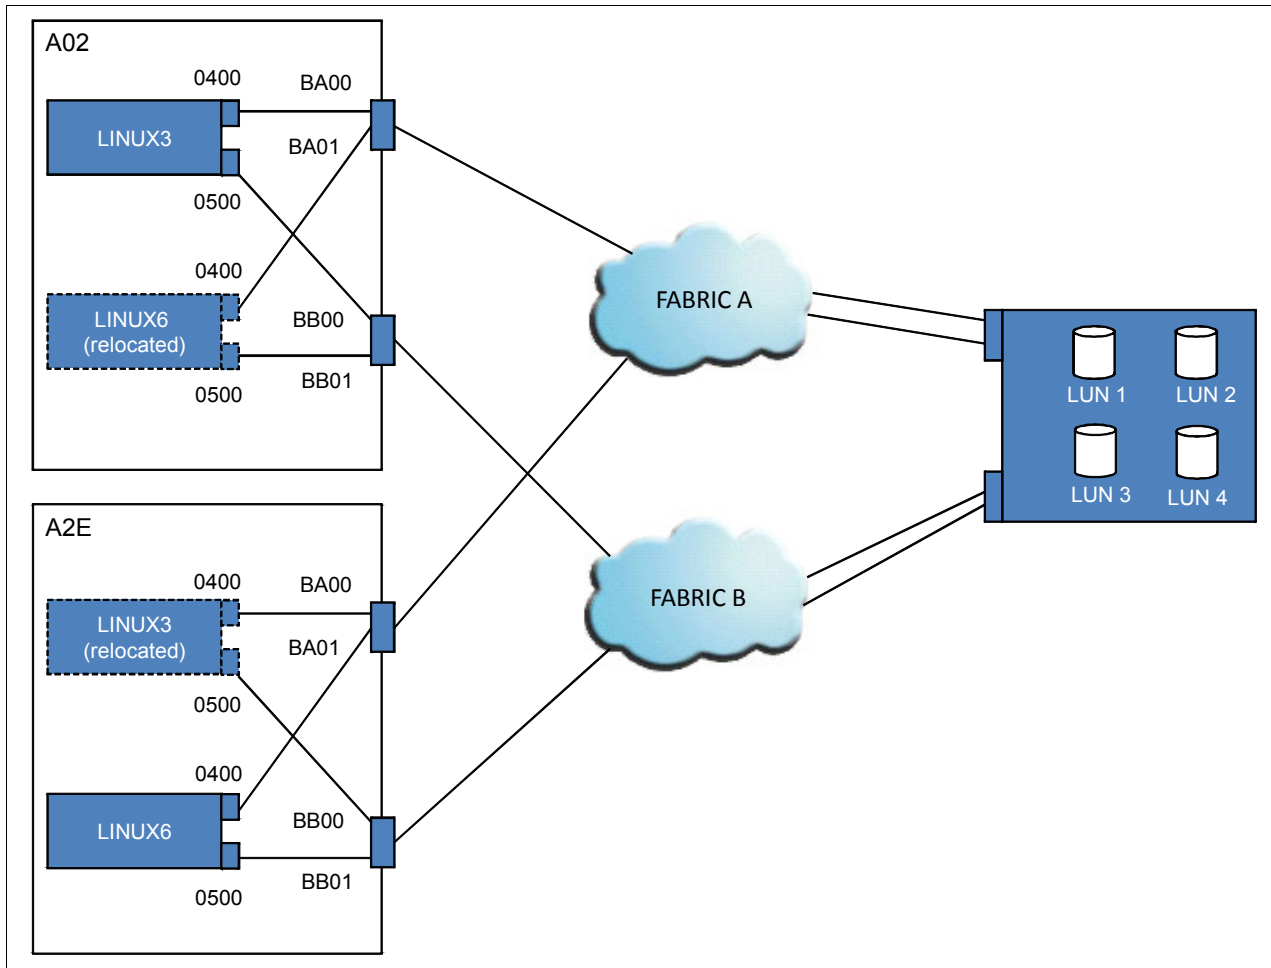 A02
0400
BA00
LINUX3
BA01
0500
0400
LINUX6
(relocated)
BB00
0500
BB01
FABRIC A
LUN 1
LUN 2
LUN 3
LUN 4
A2E
0400
BA00
LINUX3
(relocated)
BA01
0500
0400
LINUX6
BB00
0500
BB01
FABRIC B